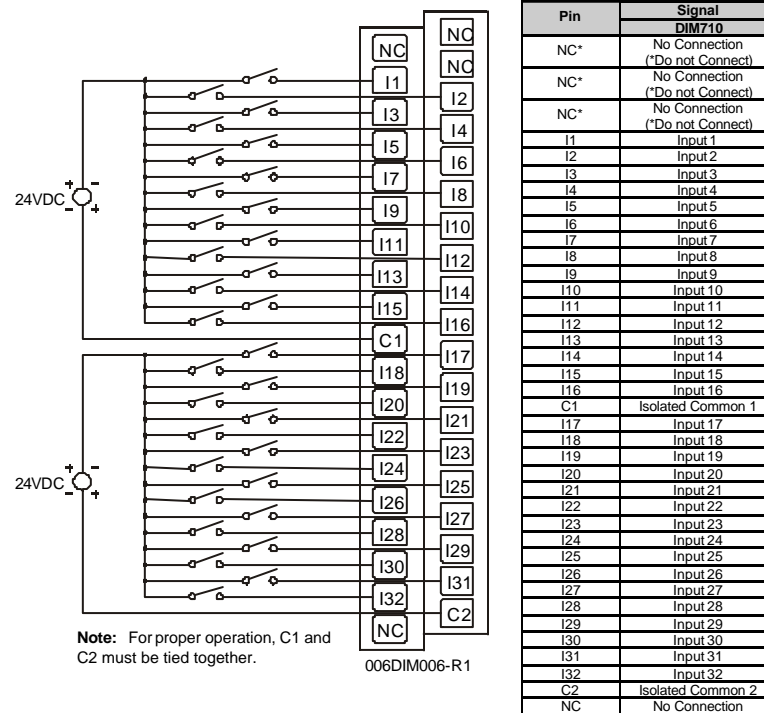 NC
NC
NC
I1
I2
I3
I4
I5
I6
I7
I8
I9
I10
I11
I12
I13
I14
I15
I16
C1
I17
I18
I19
I20
I21
I22
I23
I24
I25
I26
I27
I28
I29
I30
I31
I32
C2
NC
+ -
24VDC
- +
+ -
24VDC
- +
Note: For proper operation, C1 and
C2 must be tied together.
006DIM006-R1
Pin Signal
DIM710
NC* No Connection
(*Do not Connect)
NC* No Connection
(*Do not Connect)
NC* No Connection
(*Do not Connect)
I1 Input 1
I2 Input 2
I3 Input 3
I4 Input 4
I5 Input 5
I6 Input 6
I7 Input 7
I8 Input 8
I9 Input 9
I10 Input 10
I11 Input 11
I12 Input 12
I13 Input 13
I14 Input 14
I15 Input 15
I16 Input 16
C1 Isolated Common 1
I17 Input 17
I18 Input 18
I19 Input 19
I20 Input 20
I21 Input 21
I22 Input 22
I23 Input 23
I24 Input 24
I25 Input 25
I26 Input 26
I27 Input 27
I28 Input 28
I29 Input 29
I30 Input 30
I31 Input 31
I32 Input 32
C2 Isolated Common 2
NC No Connection